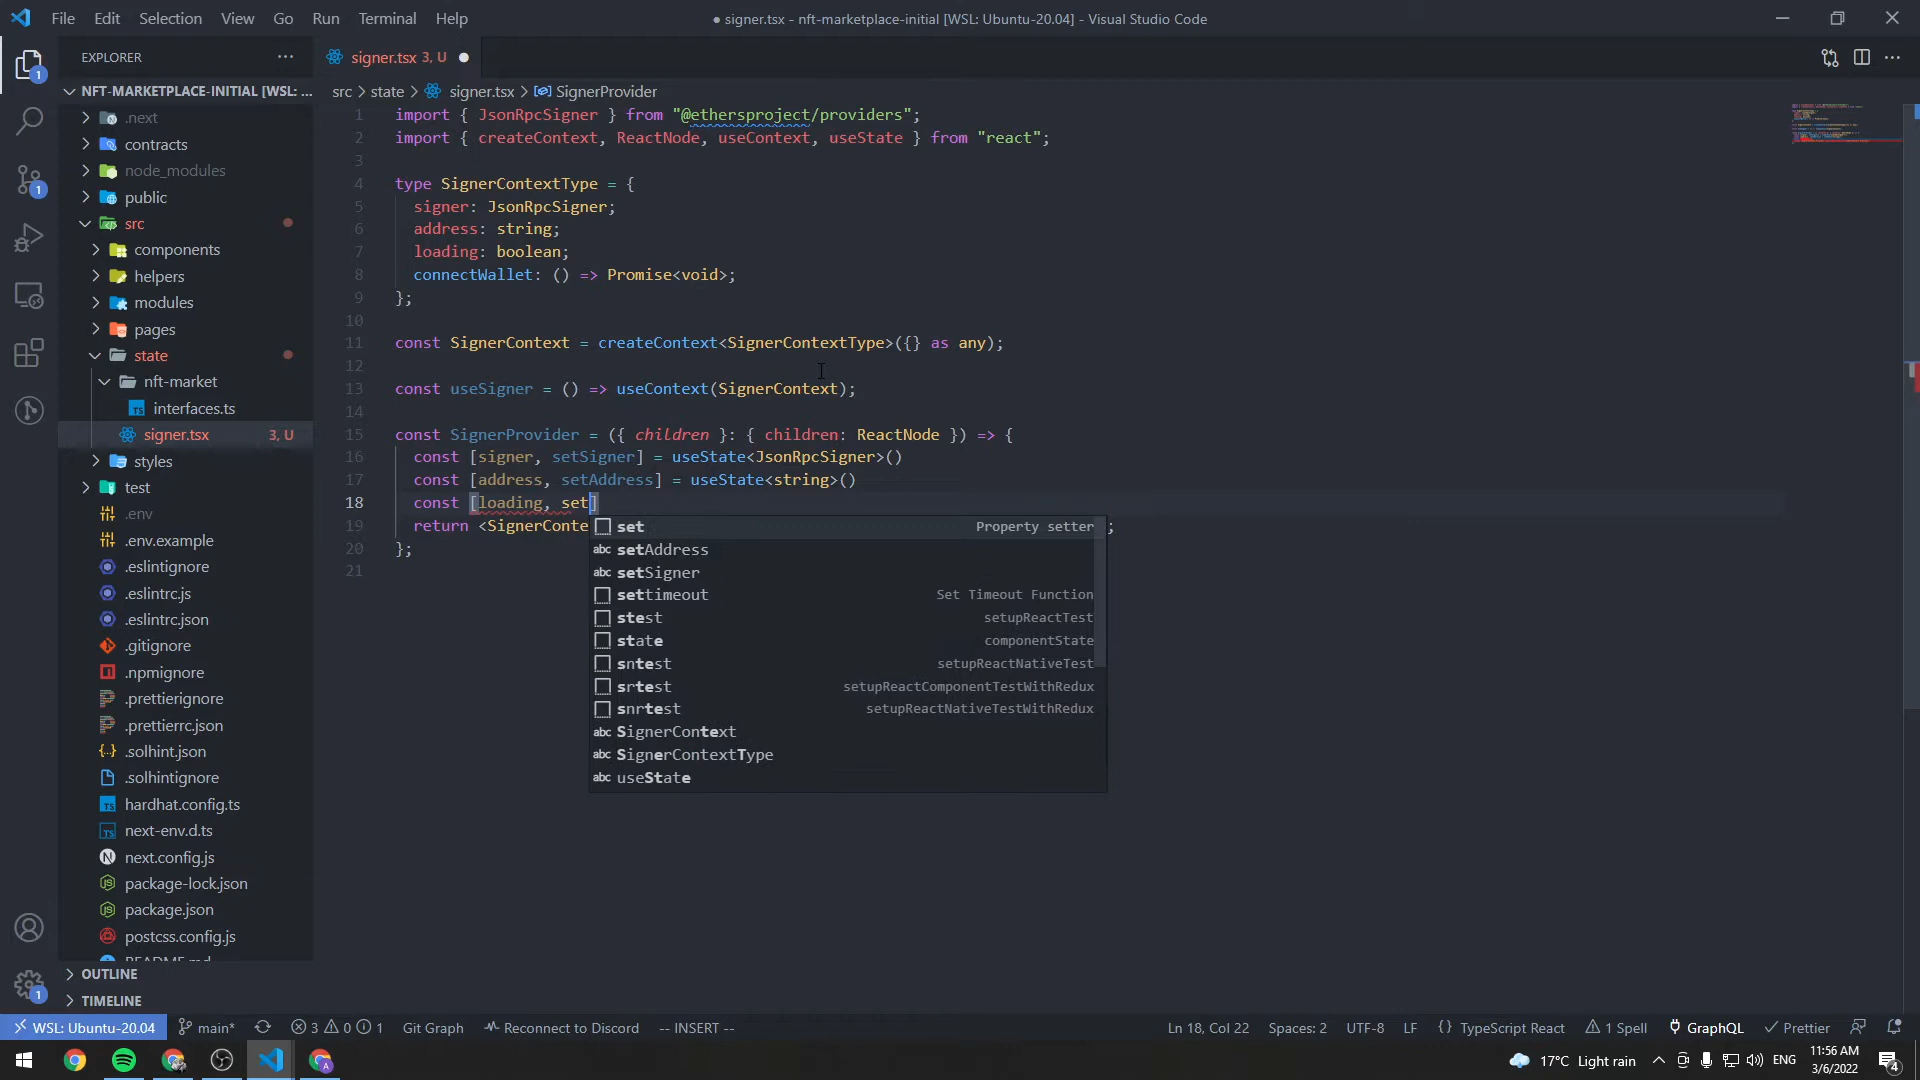 File Edit Selection View Go Run Terminal Help
● signer.tsx - nft-marketplace-initial [WSL: Ubuntu-20.04] - Visual Studio Code
EXPLORER
signer.tsx 3, U
NFT-MARKETPLACE-INITIAL [WSL: ...
src > state > signer.tsx > SignerProvider
.next
contracts
node_modules
public
src
components
helpers
modules
pages
state
nft-market
interfaces.ts
signer.tsx 3, U
styles
test
.env
.env.example
.eslintignore
.eslintrc.js
.eslintrc.json
.gitignore
.npmignore
.prettierignore
.prettierrc.json
.solhint.json
.solhintignore
hardhat.config.ts
next-env.d.ts
next.config.js
package-lock.json
package.json
postcss.config.js
README.md
OUTLINE
TIMELINE
1 import { JsonRpcSigner } from "@ethersproject/providers";
2 import { createContext, ReactNode, useContext, useState } from "react";
3
4 type SignerContextType = {
5 signer: JsonRpcSigner;
6 address: string;
7 loading: boolean;
8 connectWallet: () => Promise<void>;
9 };
10
11 const SignerContext = createContext<SignerContextType>({} as any);
12
13 const useSigner = () => useContext(SignerContext);
14
15 const SignerProvider = ({ children }: { children: ReactNode }) => {
16 const [signer, setSigner] = useState<JsonRpcSigner>()
17 const [address, setAddress] = useState<string>()
18 const [loading, set]
19 return <SignerConte ;
20 };
21
set Property setter
setAddress
setSigner
settimeout Set Timeout Function
stest setupReactTest
state componentState
sntest setupReactNativeTest
srtest setupReactComponentTestWithRedux
snrtest setupReactNativeTestWithRedux
SignerContext
SignerContextType
useState
1
1
1
WSL: Ubuntu-20.04 main* 3 0 1 Git Graph Reconnect to Discord -- INSERT -- Ln 18, Col 22 Spaces: 2 UTF-8 LF {} TypeScript React 1 Spell GraphQL Prettier
17°C Light rain ENG 11:56 AM
3/6/2022 4